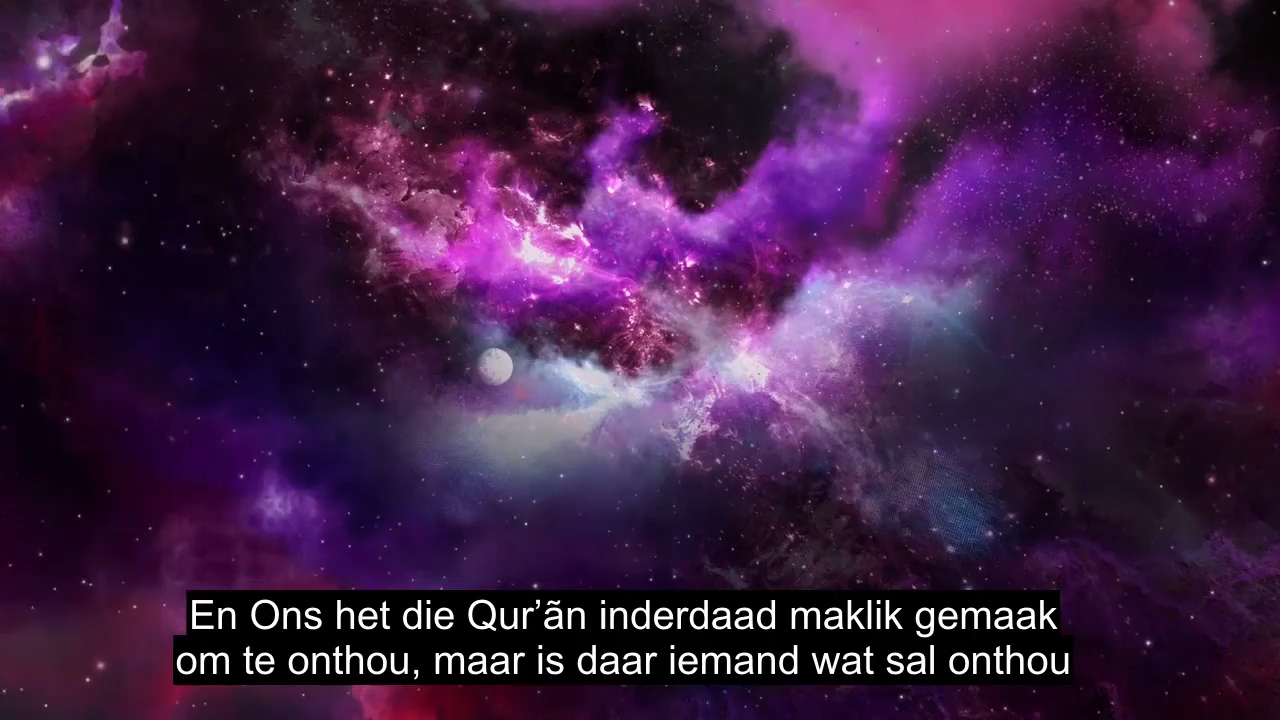 En Ons het die Qur’ãn inderdaad maklik gemaak
om te onthou, maar is daar iemand wat sal onthou